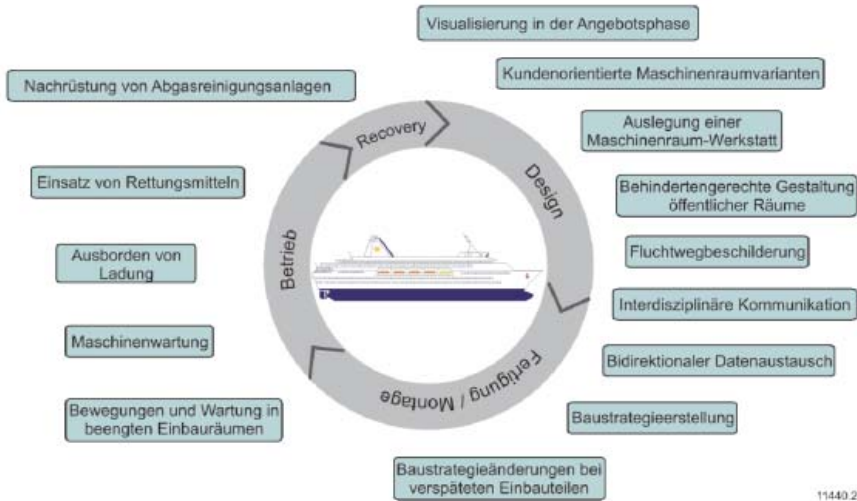 Visualisierung in der Angebotsphase
Kundenorientierte Maschinenraumvarianten
Nachrüstung von Abgasreinigungsanlagen
Recovery
Auslegung einer
Maschinenraum-Werkstatt
Einsatz von Rettungsmitteln
Design
Behindertengerechte Gestaltung
öffentlicher Räume
Ausborden von
Ladung
Betrieb
Fluchtwegbeschilderung
Interdisziplinäre Kommunikation
Maschinenwartung
Bidirektionaler Datenaustausch
Fertigung / Montage
Bewegungen und Wartung in
beengten Einbauräumen
Baustrategieerstellung
Baustrategieänderungen bei
verspäteten Einbauteilen
11440,2